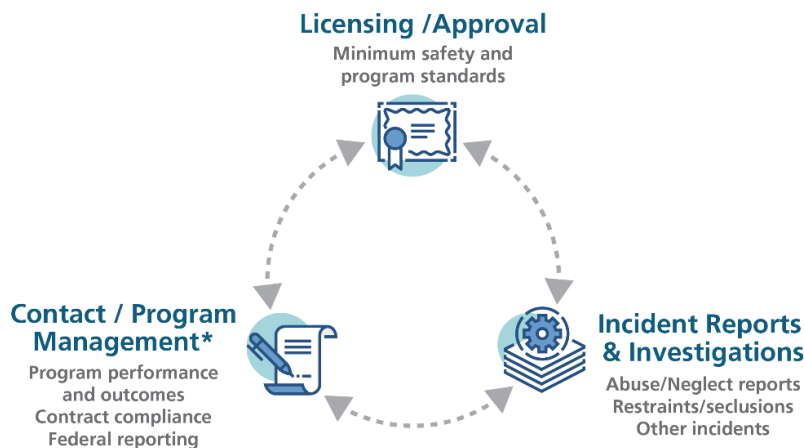 Licensing /Approval
Minimum safety and
program standards
Contact / Program
Management*
Program performance
and outcomes
Contract compliance
Federal reporting
Incident Reports
& Investigations
Abuse/Neglect reports
Restraints/seclusions
Other incidents